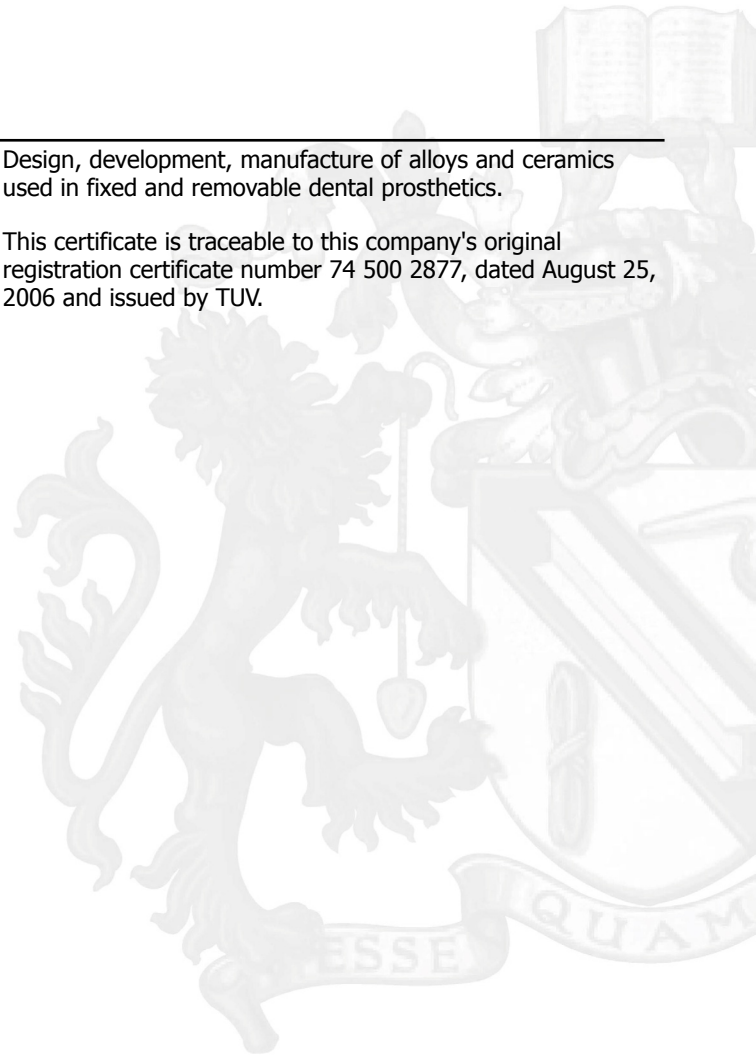 Design, development, manufacture of alloys and ceramics
used in fixed and removable dental prosthetics.
This certificate is traceable to this company's original
registration certificate number 74 500 2877, dated August 25,
2006 and issued by TUV.
ESSE QUAM